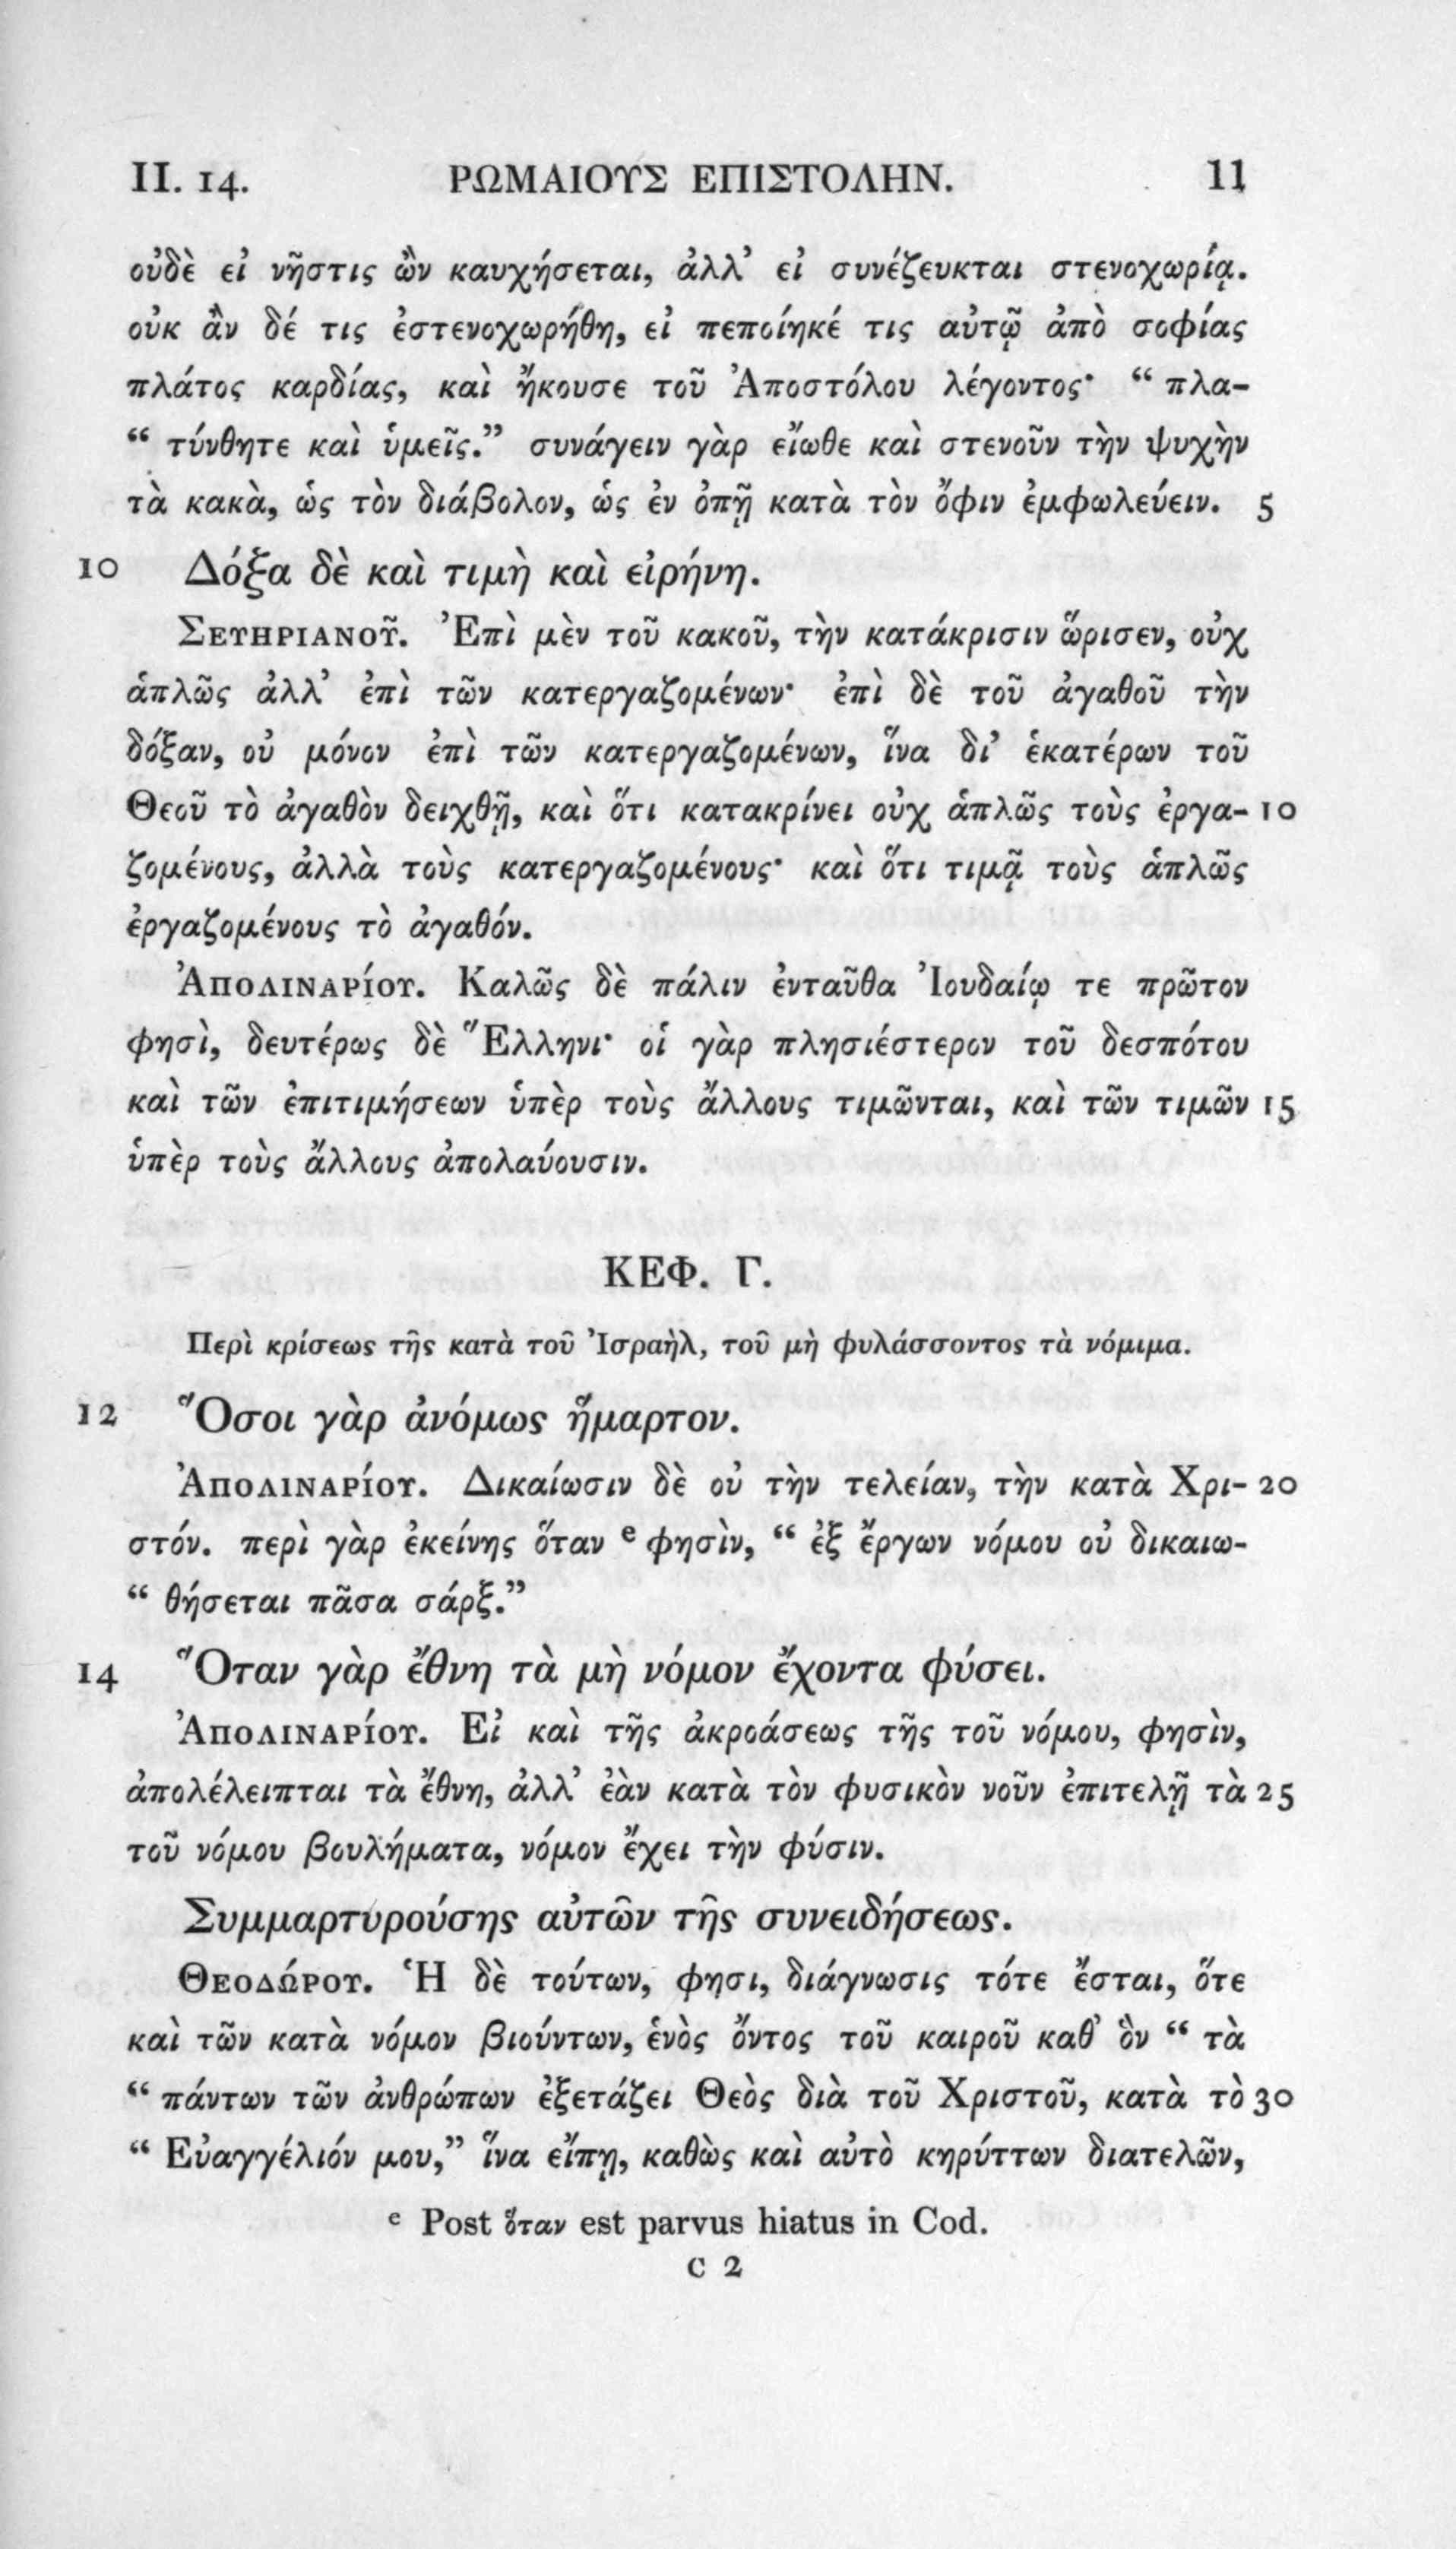 II. 14. ΡΩΜΑΙΟΥΣ ΕΠΙΣΤΟΛΗΝ. 11
οὐδὲ εἰ νῆστις ὢν καυχήσεται, ἀλλ’ εἰ συνέζευκται στενοχωρίᾳ.
οὐκ ἂν δέ τις ἐστενοχωρήθη, εἰ πεποίηκέ τις αὐτῷ ἀπὸ σοφίας
πλάτος καρδίας, καὶ ἤκουσε τοῦ Ἀποστόλου λέγοντος· “ πλα-
“ τύνθητε καὶ ὑμεῖς.” συνάγειν γὰρ εἴωθε καὶ στενοῦν τὴν ψυχὴν
τὰ κακὰ, ὡς τὸν διάβολον, ὡς ἐν ὀπῇ κατὰ τὸν ὄφιν ἐμφωλεύειν. 5
10 Δόξα δὲ καὶ τιμὴ καὶ εἰρήνη.
ΣΕΥΗΡΙΑΝΟῦ. Ἐπὶ μὲν τοῦ κακοῦ, τὴν κατάκρισιν ὥρισεν, οὐχ
ἁπλῶς ἀλλ’ ἐπὶ τῶν κατεργαζομένων· ἐπὶ δὲ τοῦ ἀγαθοῦ τὴν
δόξαν, οὐ μόνον ἐπὶ τῶν κατεργαζομένων, ἵνα δι’ ἑκατέρων τοῦ
Θεοῦ τὸ ἀγαθὸν δειχθῇ, καὶ ὅτι κατακρίνει οὐχ ἁπλῶς τοὺς ἐργα- 10
ζομένους, ἀλλὰ τοὺς κατεργαζομένους· καὶ ὅτι τιμᾷ τοὺς ἁπλῶς
ἐργαζομένους τὸ ἀγαθόν.
ἈΠΟΛΙΝΑΡίΟΥ. Καλῶς δὲ πάλιν ἐνταῦθα Ἰουδαίῳ τε πρῶτον
φησὶ, δευτέρως δὲ Ἕλληνι· οἱ γὰρ πλησιέστερον τοῦ δεσπότου
καὶ τῶν ἐπιτιμήσεων ὑπὲρ τοὺς ἄλλους τιμῶνται, καὶ τῶν τιμῶν 15
ὑπὲρ τοὺς ἄλλους ἀπολαύουσιν.
ΚΕΦ. Γ.
Περὶ κρίσεως τῆς κατὰ τοῦ Ἰσραὴλ, τοῦ μὴ φυλάσσοντος τὰ νόμιμα.
12 Ὅσοι γὰρ ἀνόμως ἥμαρτον.
ἈΠΟΛΙΝΑΡίΟΥ. Δικαίωσιν δὲ οὐ τὴν τελείαν, τὴν κατὰ Χρι- 20
στόν. περὶ γὰρ ἐκείνης ὅταν ᵉ φησὶν, “ ἐξ ἔργων νόμου οὐ δικαιω-
“ θήσεται πᾶσα σάρξ.”
14 Ὅταν γὰρ ἔθνη τὰ μὴ νόμον ἔχοντα φύσει.
ἈΠΟΛΙΝΑΡίΟΥ. Εἰ καὶ τῆς ἀκροάσεως τῆς τοῦ νόμου, φησὶν,
ἀπολέλειπται τὰ ἔθνη, ἀλλ’ ἐὰν κατὰ τὸν φυσικὸν νοῦν ἐπιτελῇ τὰ 25
τοῦ νόμου βουλήματα, νόμον ἔχει τὴν φύσιν.
Συμμαρτυρούσης αὐτῶν τῆς συνειδήσεως.
ΘΕΟΔώΡΟΥ. Ἡ δὲ τούτων, φησι, διάγνωσις τότε ἔσται, ὅτε
καὶ τῶν κατὰ νόμον βιούντων, ἑνὸς ὄντος τοῦ καιροῦ καθ’ ὃν “ τὰ
“ πάντων τῶν ἀνθρώπων ἐξετάζει Θεὸς διὰ τοῦ Χριστοῦ, κατὰ τὸ 30
“ Εὐαγγέλιόν μου,” ἵνα εἴπῃ, καθὼς καὶ αὐτὸ κηρύττων διατελῶν,
ᵉ Post ὅταν est parvus hiatus in Cod.
C 2